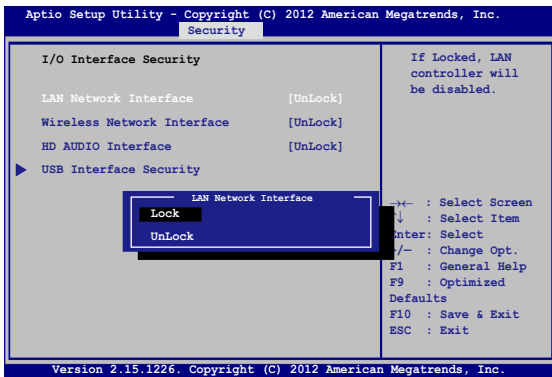 Aptio Setup Utility - Copyright (C) 2012 American Megatrends, Inc.
Security
I/O Interface Security
LAN Network Interface [UnLock]
Wireless Network Interface [UnLock]
HD AUDIO Interface [UnLock]
USB Interface Security
If Locked, LAN
controller will
be disabled.
LAN Network Interface
Lock
UnLock
→← : Select Screen
↑↓ : Select Item
Enter: Select
+/— : Change Opt.
F1 : General Help
F9 : Optimized
Defaults
F10 : Save & Exit
ESC : Exit
Version 2.15.1226. Copyright (C) 2012 American Megatrends, Inc.